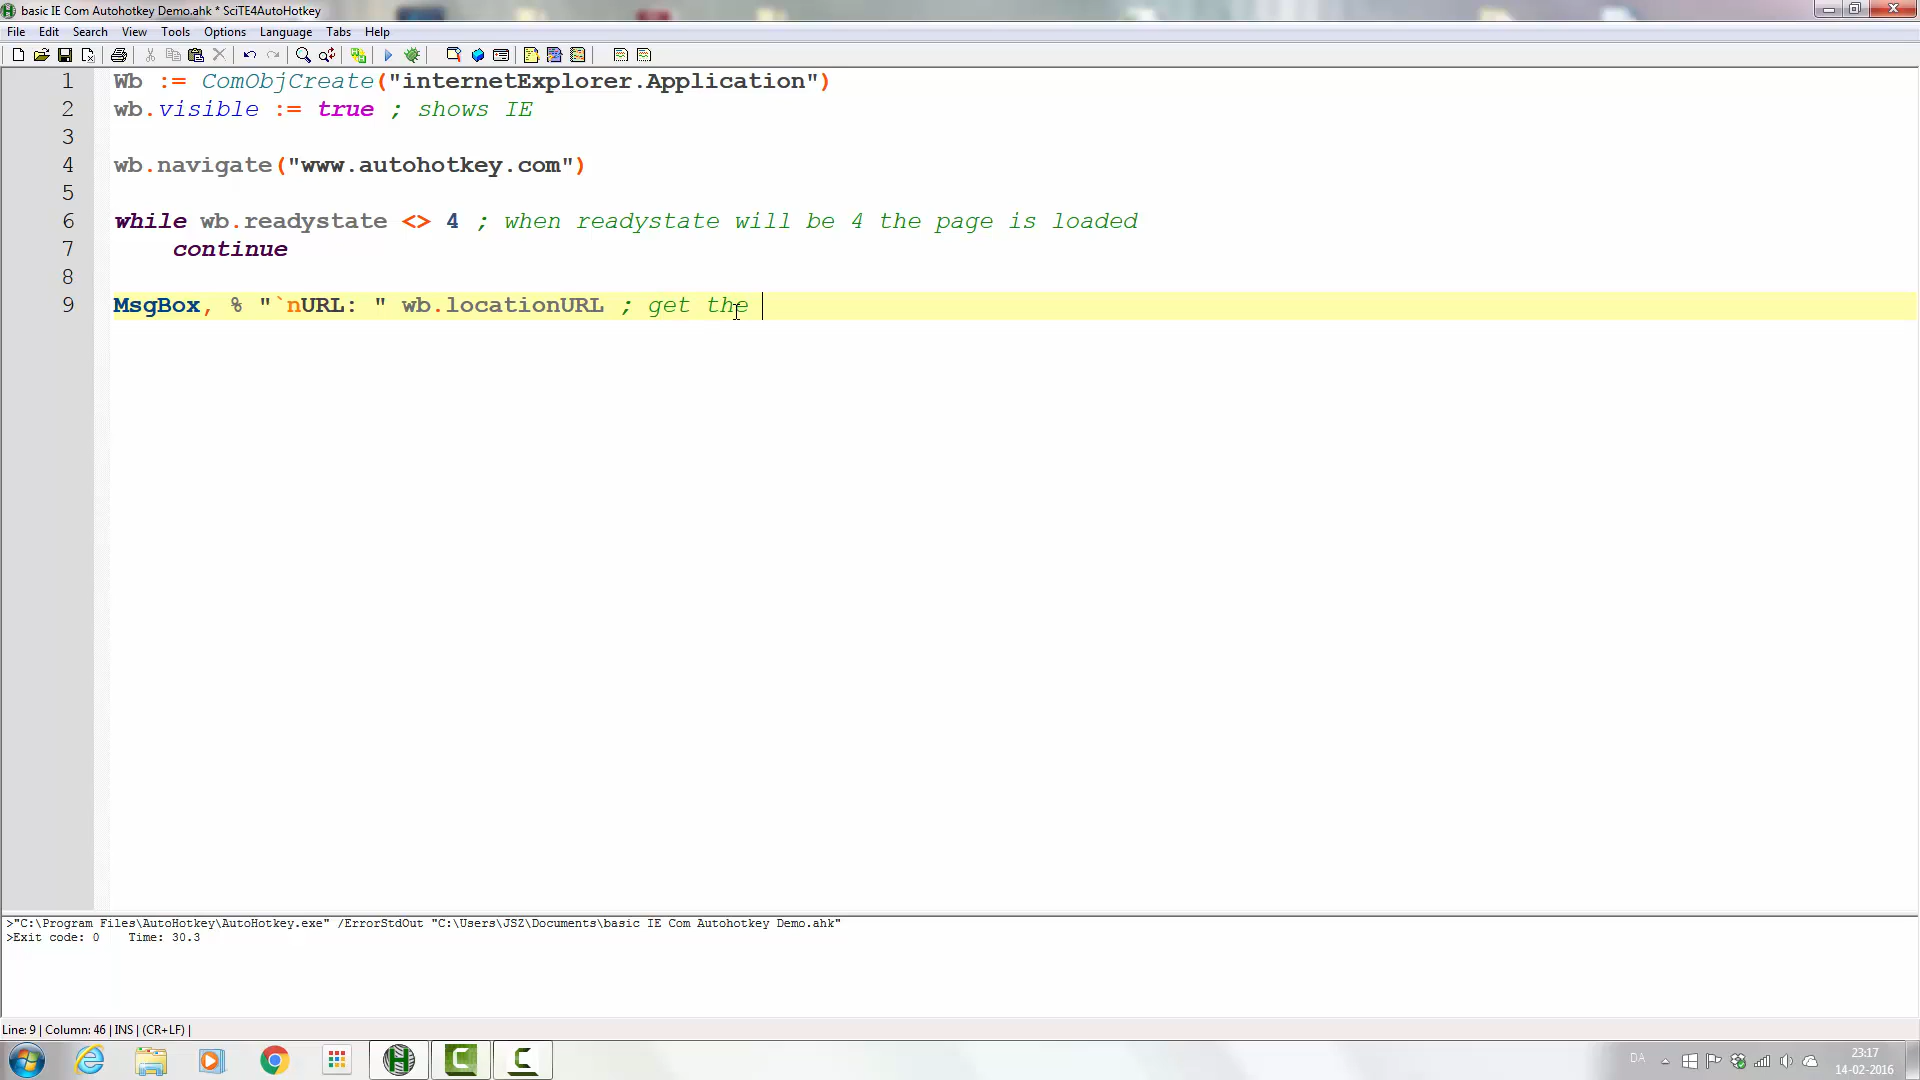 basic IE Com Autohotkey Demo.ahk * SciTE4AutoHotkey
File Edit Search View Tools Options Language Tabs Help
1 Wb := ComObjCreate("internetExplorer.Application")
2 wb.visible := true ; shows IE
3
4 wb.navigate("www.autohotkey.com")
5
6 while wb.readystate <> 4 ; when readystate will be 4 the page is loaded
7 continue
8
9 MsgBox, % "`nURL: " wb.locationURL ; get the
>"C:\Program Files\AutoHotkey\AutoHotkey.exe" /ErrorStdOut "C:\Users\JSZ\Documents\basic IE Com Autohotkey Demo.ahk"
>Exit code: 0 Time: 30.3
Line: 9 | Column: 46 | INS | (CR+LF) |
DA
23:17
14-02-2016